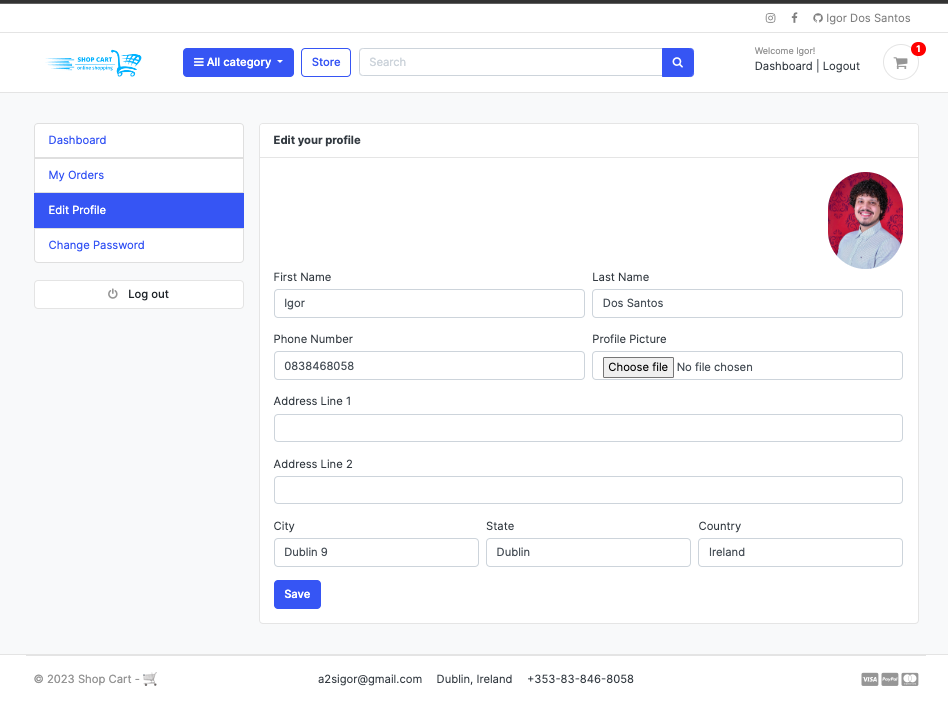 Igor Dos Santos
SHOP CART
online shopping
All category
Store
Search
Welcome Igor!
Dashboard | Logout
1
Dashboard
My Orders
Edit Profile
Change Password
Log out
Edit your profile
First Name
Last Name
Igor
Dos Santos
Phone Number
Profile Picture
0838468058
Choose file No file chosen
Address Line 1
Address Line 2
City
State
Country
Dublin 9
Dublin
Ireland
Save
© 2023 Shop Cart -
a2sigor@gmail.com
Dublin, Ireland
+353-83-846-8058
VISA
PayPal